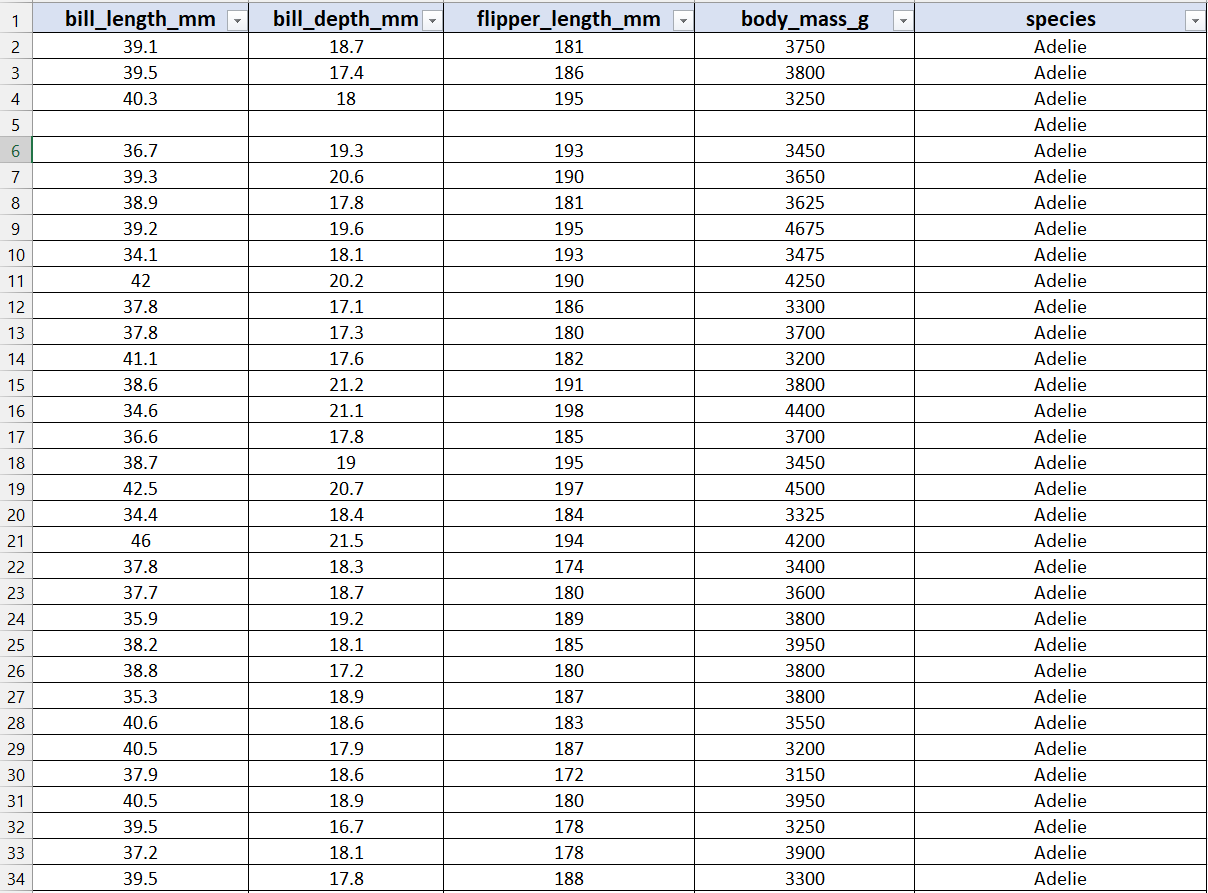 1 bill_length_mm bill_depth_mm flipper_length_mm body_mass_g species
2 39.1 18.7 181 3750 Adelie
3 39.5 17.4 186 3800 Adelie
4 40.3 18 195 3250 Adelie
5 Adelie
6 36.7 19.3 193 3450 Adelie
7 39.3 20.6 190 3650 Adelie
8 38.9 17.8 181 3625 Adelie
9 39.2 19.6 195 4675 Adelie
10 34.1 18.1 193 3475 Adelie
11 42 20.2 190 4250 Adelie
12 37.8 17.1 186 3300 Adelie
13 37.8 17.3 180 3700 Adelie
14 41.1 17.6 182 3200 Adelie
15 38.6 21.2 191 3800 Adelie
16 34.6 21.1 198 4400 Adelie
17 36.6 17.8 185 3700 Adelie
18 38.7 19 195 3450 Adelie
19 42.5 20.7 197 4500 Adelie
20 34.4 18.4 184 3325 Adelie
21 46 21.5 194 4200 Adelie
22 37.8 18.3 174 3400 Adelie
23 37.7 18.7 180 3600 Adelie
24 35.9 19.2 189 3800 Adelie
25 38.2 18.1 185 3950 Adelie
26 38.8 17.2 180 3800 Adelie
27 35.3 18.9 187 3800 Adelie
28 40.6 18.6 183 3550 Adelie
29 40.5 17.9 187 3200 Adelie
30 37.9 18.6 172 3150 Adelie
31 40.5 18.9 180 3950 Adelie
32 39.5 16.7 178 3250 Adelie
33 37.2 18.1 178 3900 Adelie
34 39.5 17.8 188 3300 Adelie